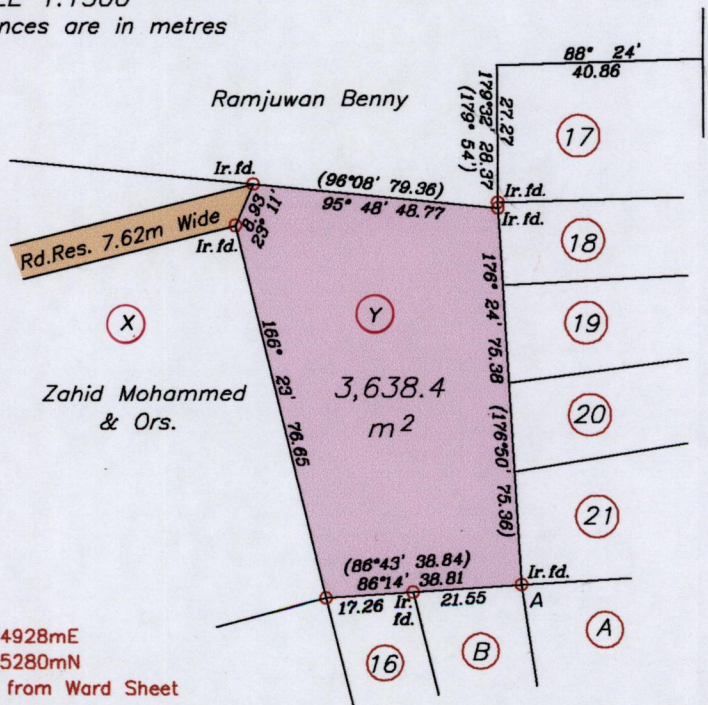 1:1500
nces are in metres
88° 24'
40.86
Ramjuwan Benny
27.27
179°32' 28.37
(179° 54')
17
Ir.fd.
(96°08' 79.36)
95° 48' 48.77
Ir.fd.
Ir.fd.
8.93
23° 11'
Rd.Res. 7.62m Wide
Ir.fd.
18
X
Y
176° 24' 75.38 (176°50' 75.36)
19
166° 23' 76.65
Zahid Mohammed
& Ors.
3,638.4
m²
20
21
(86°43' 38.84)
86°14' 38.81
Ir.fd.
17.26
Ir.
fd.
21.55
A
A
B
16
4928mE
5280mN
from Ward Sheet